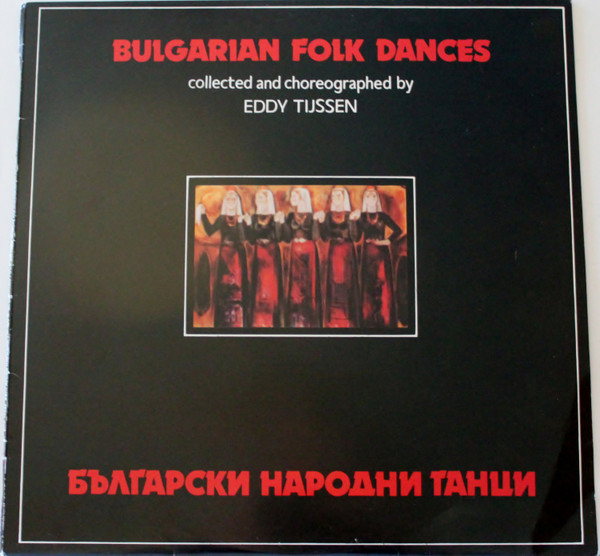 BULGARIAN FOLK DANCES
collected and choreographed by
EDDY TIJSSEN
БЪЛГАРСКИ НАРОДНИ ТАНЦИ